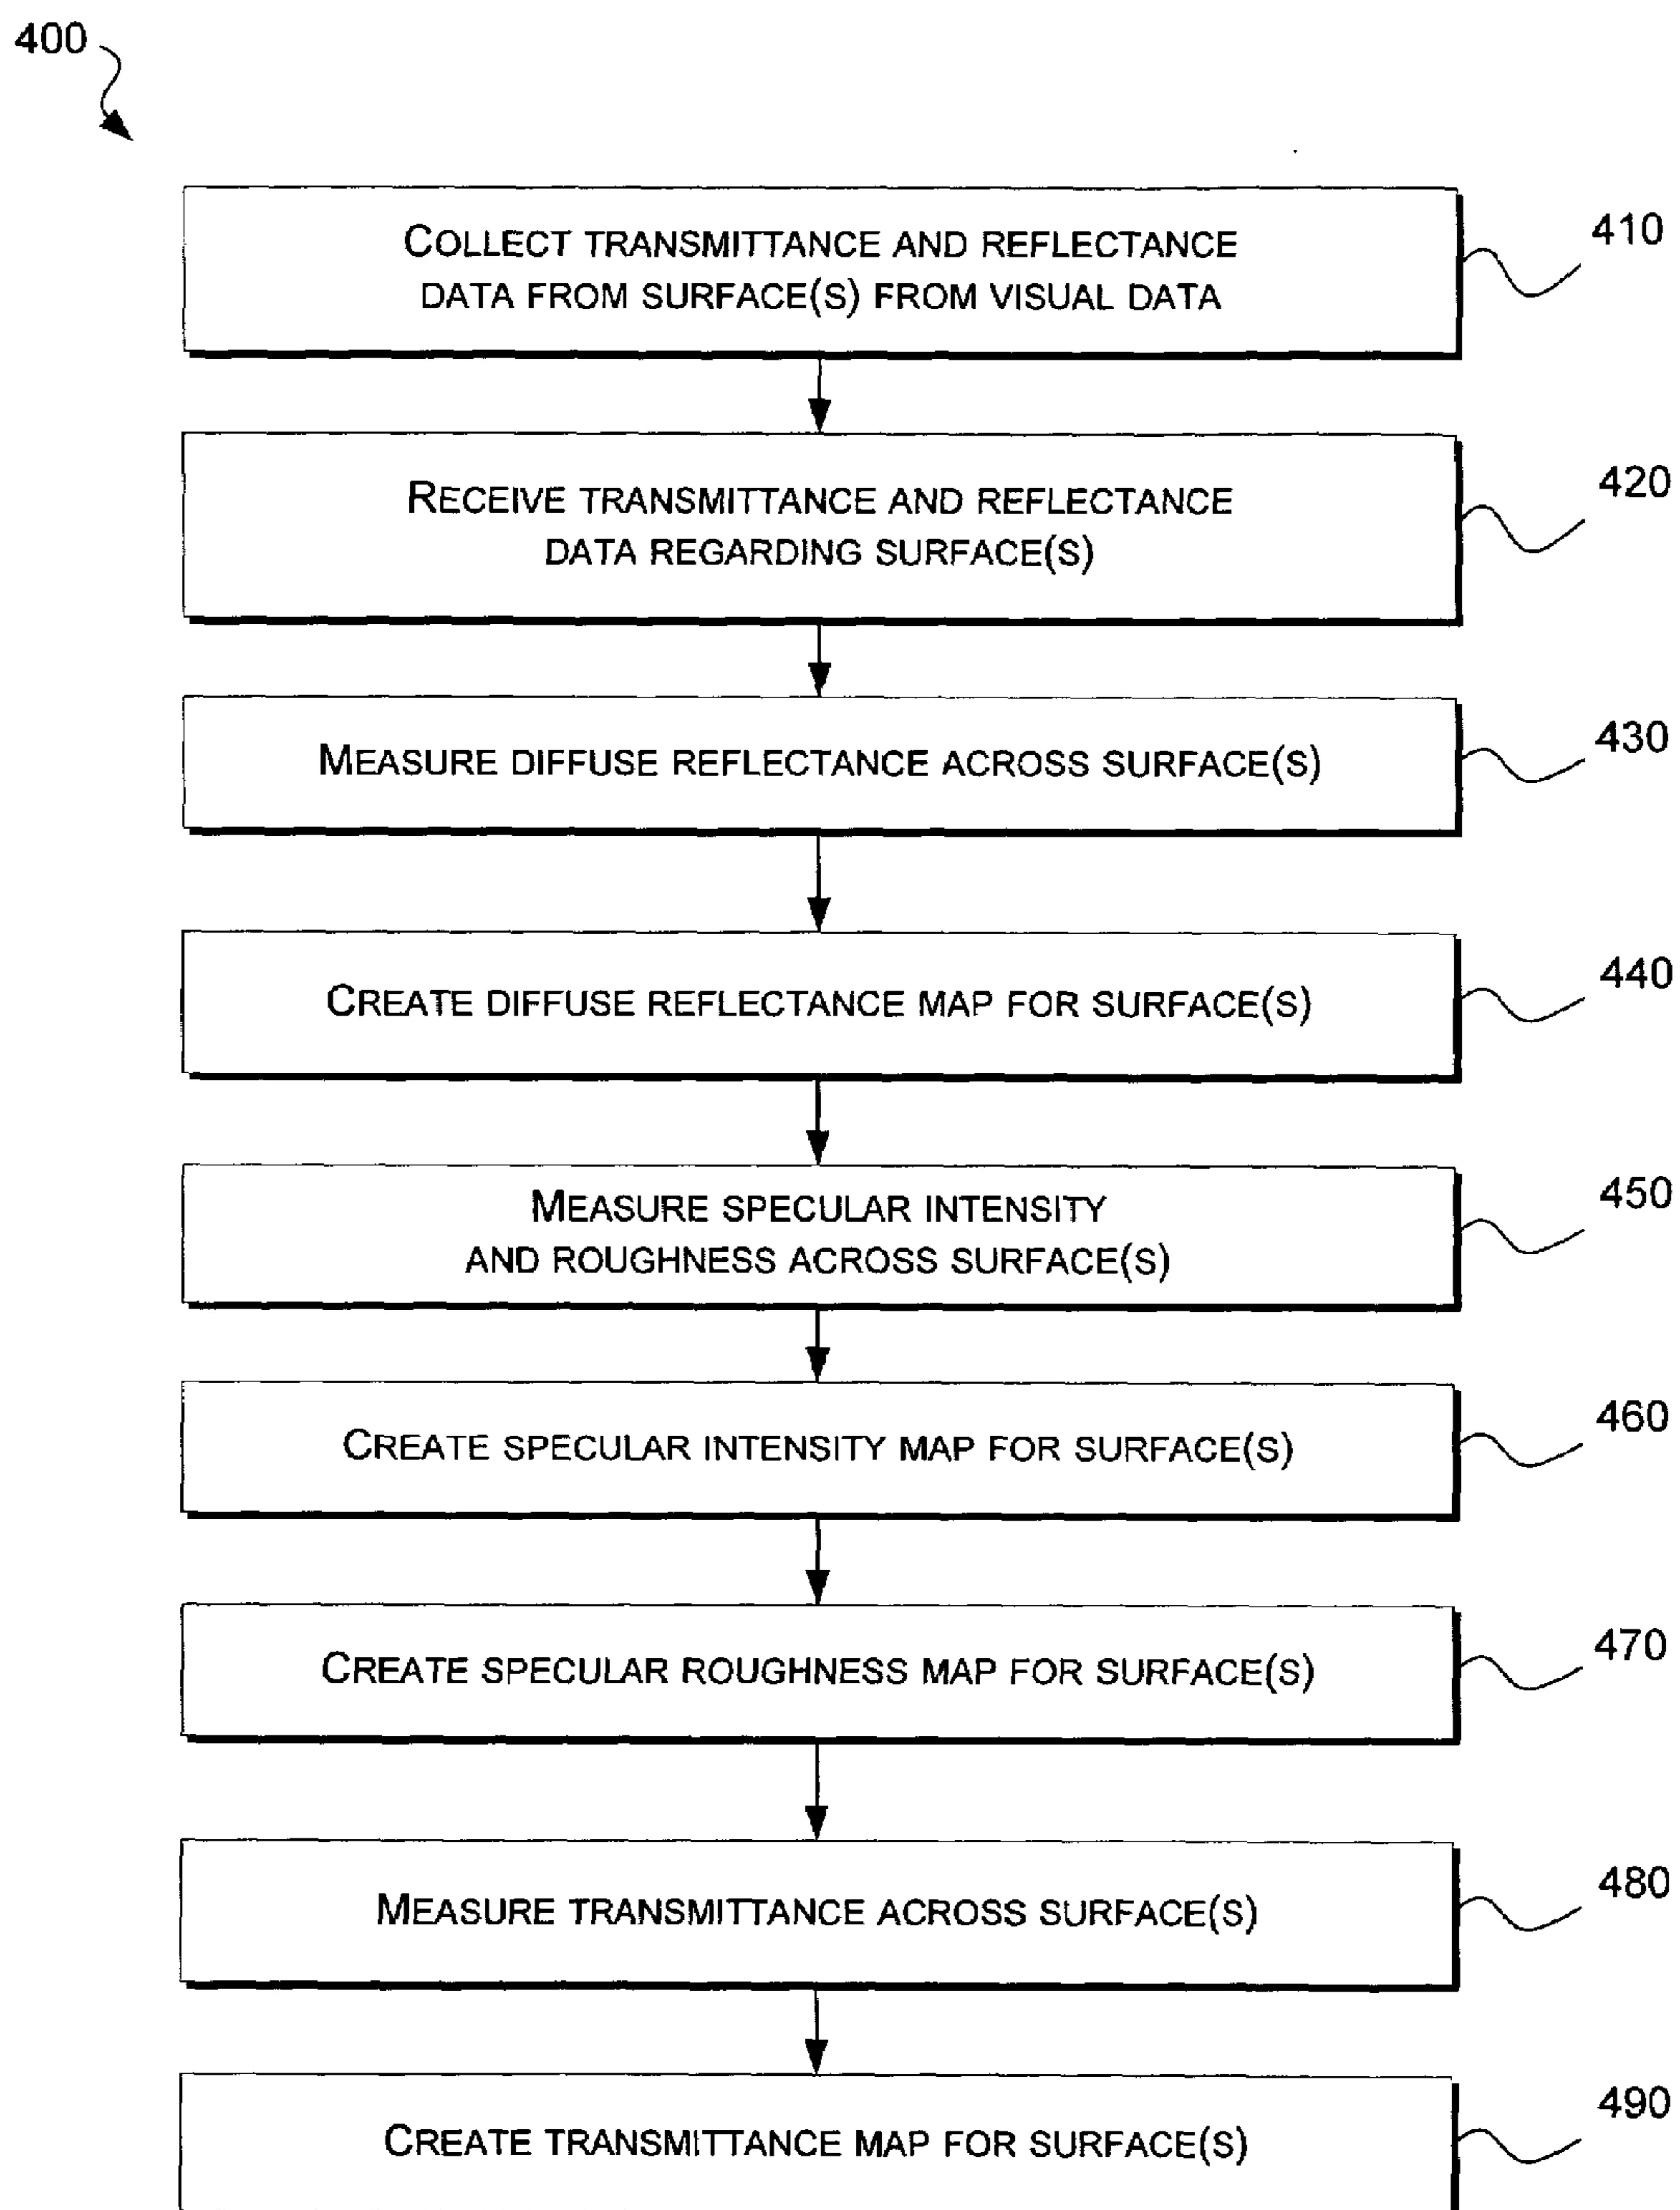 400
COLLECT TRANSMITTANCE AND REFLECTANCE
DATA FROM SURFACE(S) FROM VISUAL DATA
410
RECEIVE TRANSMITTANCE AND REFLECTANCE
DATA REGARDING SURFACE(S)
420
MEASURE DIFFUSE REFLECTANCE ACROSS SURFACE(S)
430
CREATE DIFFUSE REFLECTANCE MAP FOR SURFACE(S)
440
MEASURE SPECULAR INTENSITY
AND ROUGHNESS ACROSS SURFACE(S)
450
CREATE SPECULAR INTENSITY MAP FOR SURFACE(S)
460
CREATE SPECULAR ROUGHNESS MAP FOR SURFACE(S)
470
MEASURE TRANSMITTANCE ACROSS SURFACE(S)
480
CREATE TRANSMITTANCE MAP FOR SURFACE(S)
490